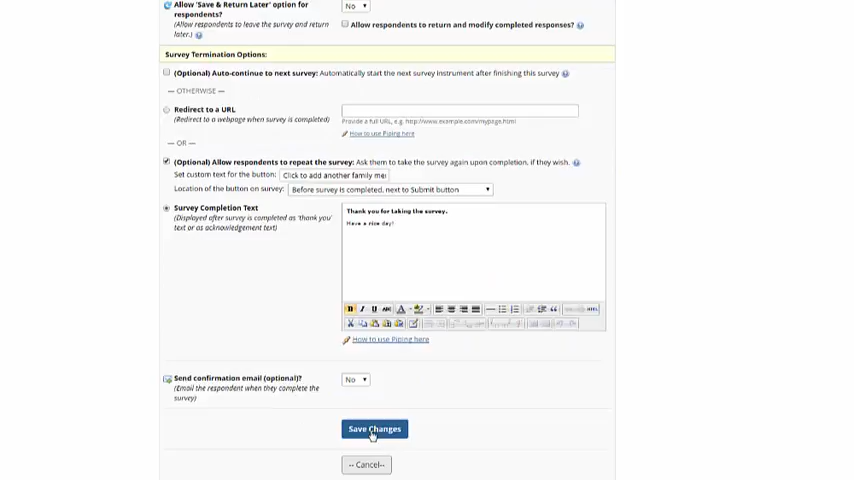 Allow 'Save & Return Later' option for
respondents?
(Allow respondents to leave the survey and return
later.)
No
Allow respondents to return and modify completed responses?
Survey Termination Options:
(Optional) Auto-continue to next survey: Automatically start the next survey instrument after finishing this survey
— OTHERWISE —
Redirect to a URL
(Redirect to a webpage when survey is completed)
Provide a full URL, e.g. http://www.example.com/mypage.html
How to use Piping here
— OR —
(Optional) Allow respondents to repeat the survey: Ask them to take the survey again upon completion, if they wish.
Set custom text for the button: Click to add another family me
Location of the button on survey: Before survey is completed, next to Submit button
Survey Completion Text
(Displayed after survey is completed as 'thank you'
text or as acknowledgement text)
Thank you for taking the survey.
Have a nice day!
B I U ABC A
HTML
How to use Piping here
Send confirmation email (optional)?
(Email the respondent when they complete the
survey)
No
Save Changes
-- Cancel--